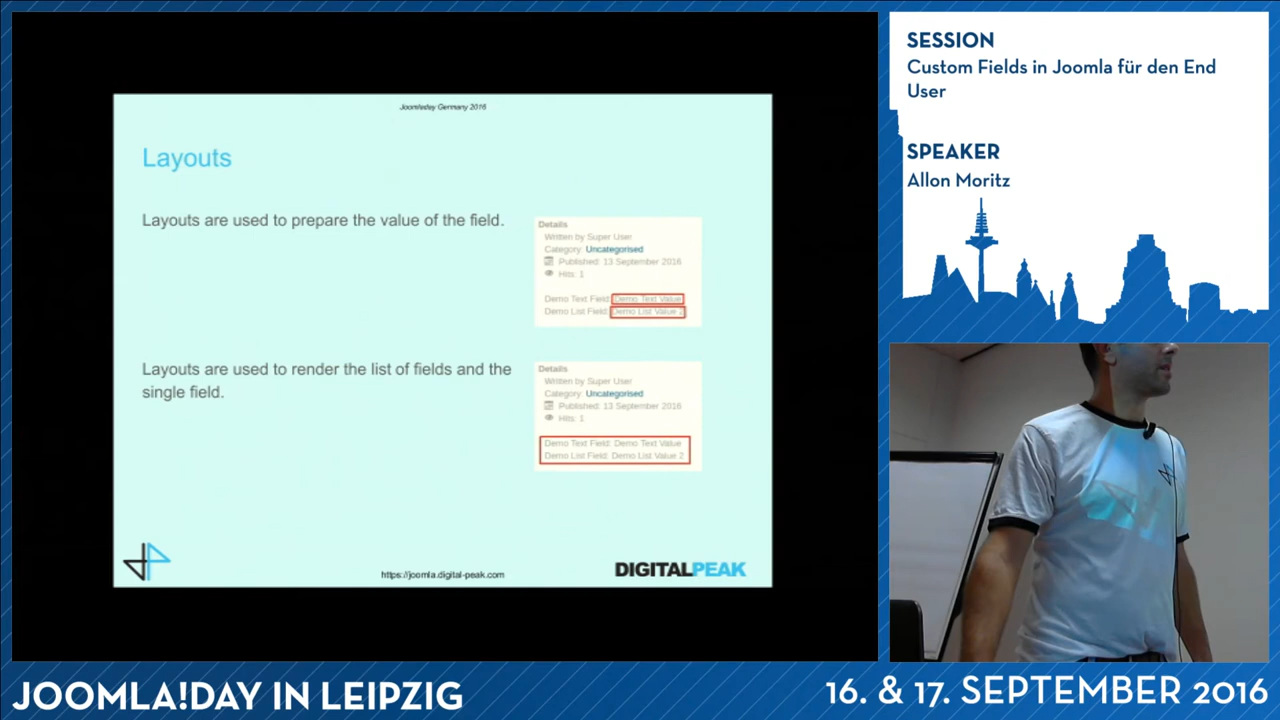 Joomladay Germany 2016
Layouts
Layouts are used to prepare the value of the field.
Details
Written by Super User
Category: Uncategorised
Published: 13 September 2016
Hits: 1
Demo Text Field: Demo Text Value
Demo List Field: Demo List Value 2
Layouts are used to render the list of fields and the
single field.
Details
Written by Super User
Category: Uncategorised
Published: 13 September 2016
Hits: 1
Demo Text Field: Demo Text Value
Demo List Field: Demo List Value 2
https://joomla.digital-peak.com
DIGITALPEAK
SESSION
Custom Fields in Joomla für den End
User
SPEAKER
Allon Moritz
JOOMLA!DAY IN LEIPZIG
16. & 17. SEPTEMBER 2016